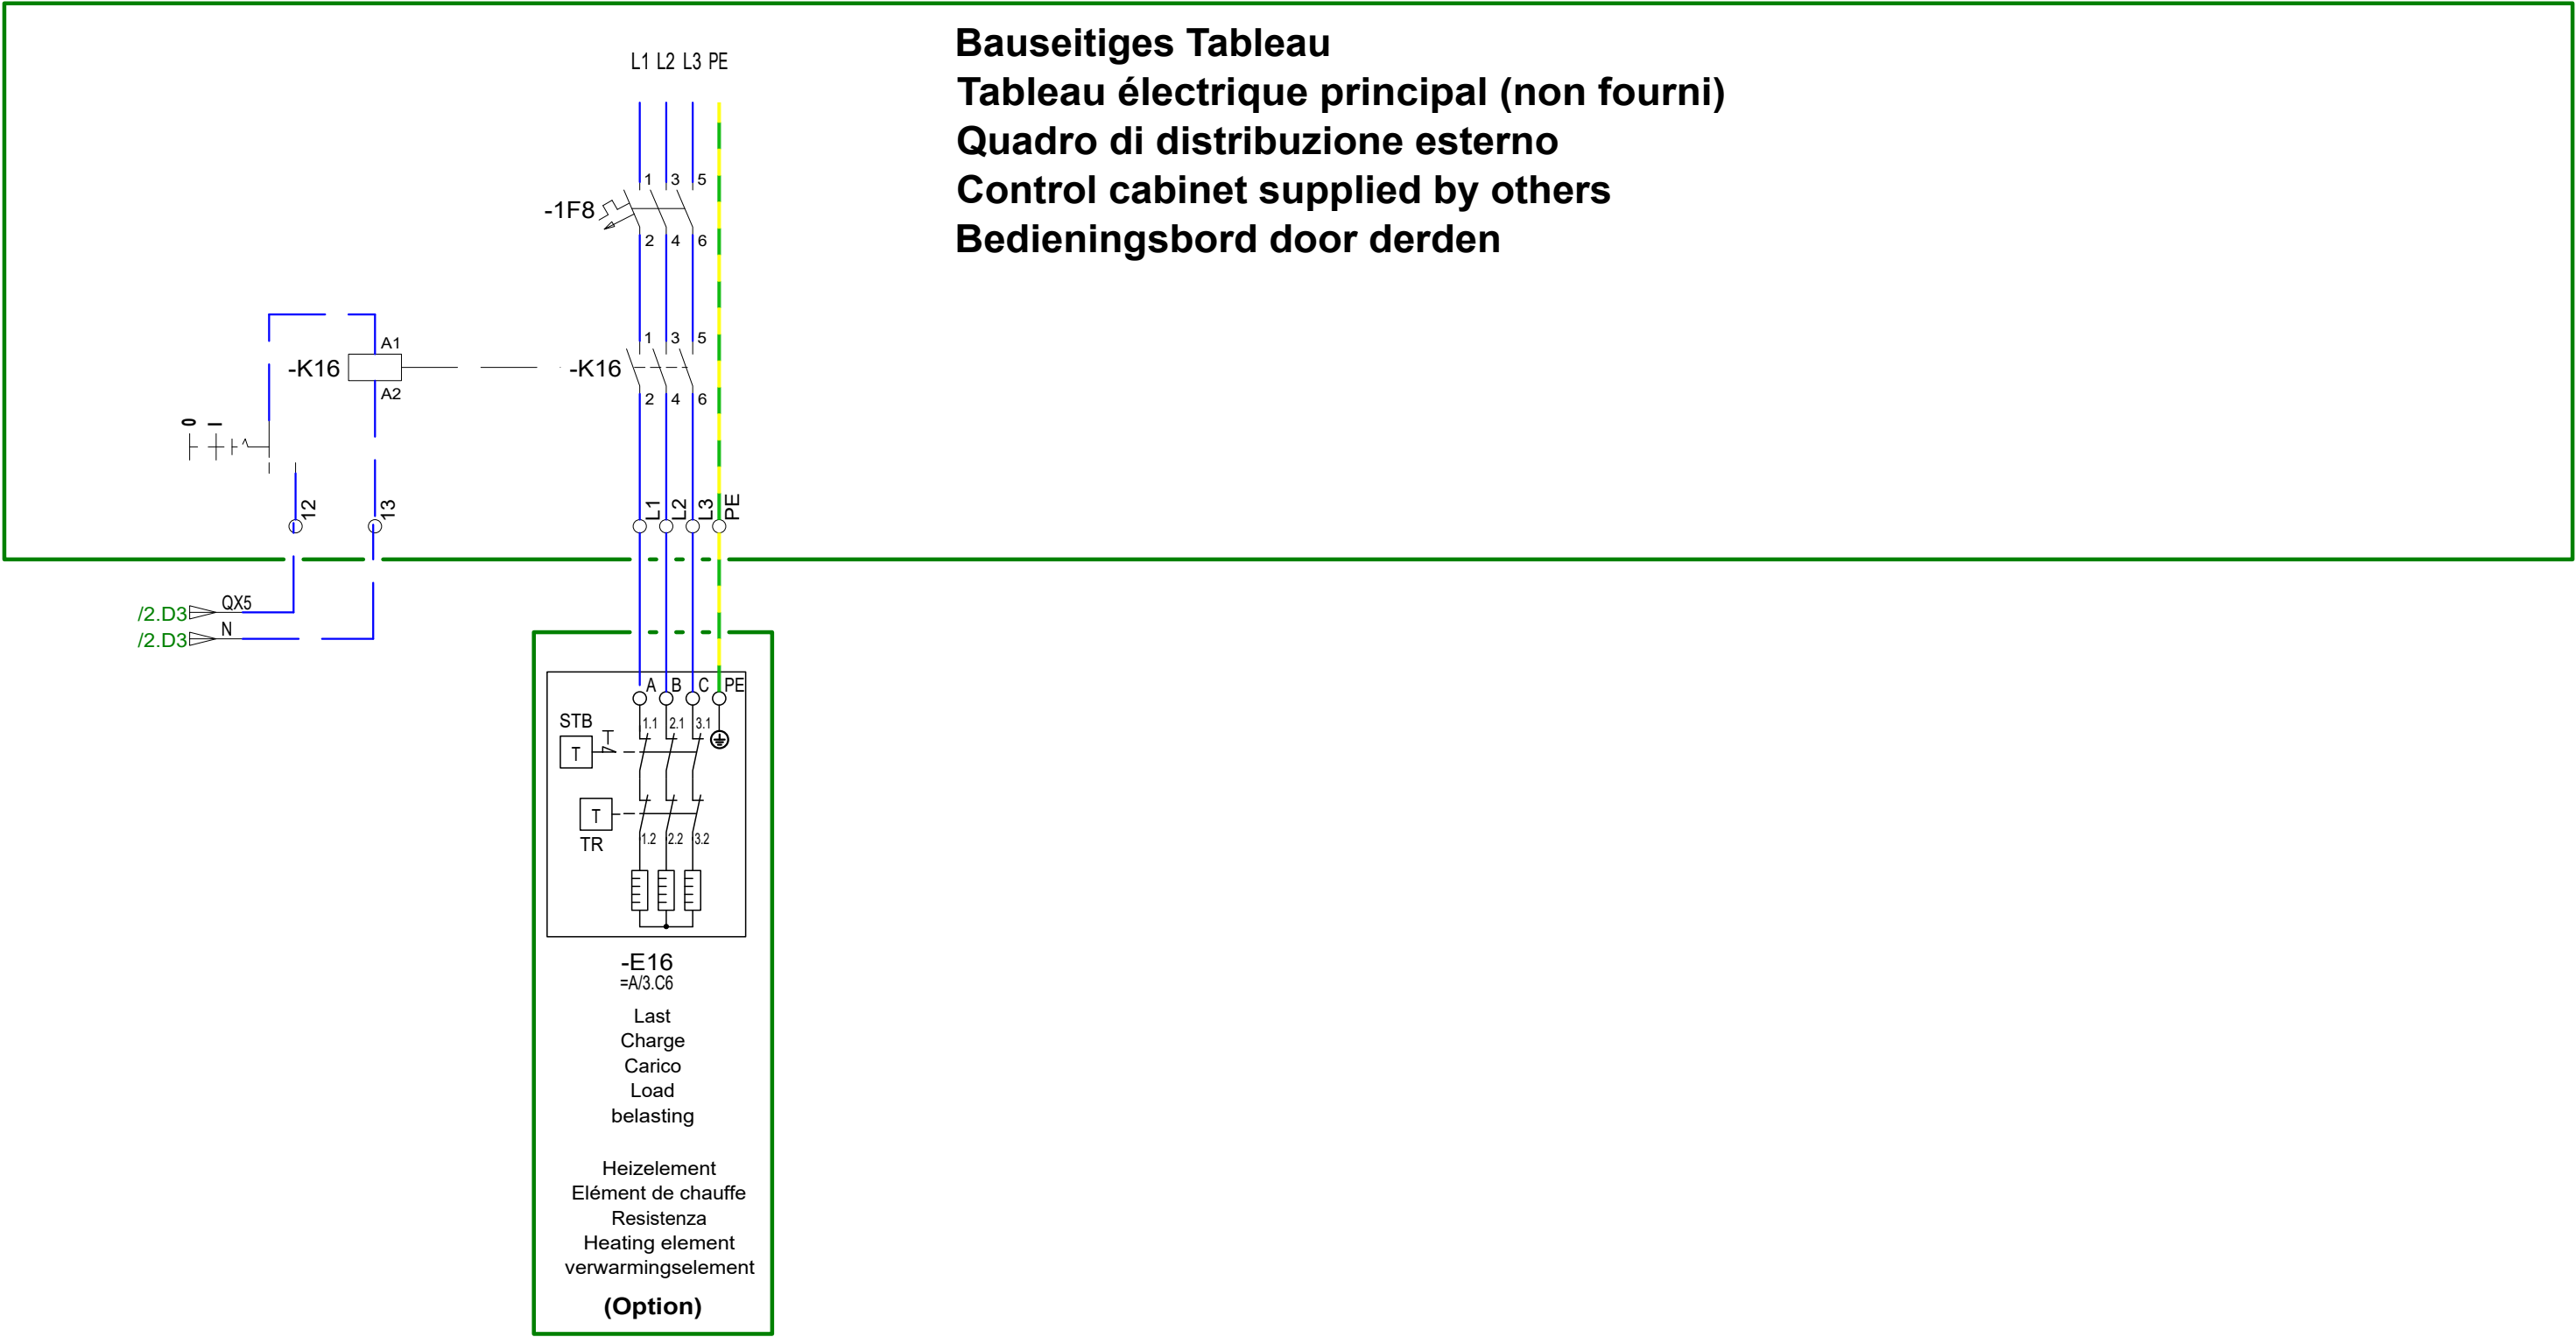 Bauseitiges Tableau
Tableau électrique principal (non fourni)
Quadro di distribuzione esterno
Control cabinet supplied by others
Bedieningsbord door derden
L1 L2 L3 PE
1 3 5
-1F8
2 4 6
A1
-K16
A2
1 3 5
-K16
2 4 6
0 I
12 13
L1 L2 L3 PE
/2.D3 QX5
/2.D3 N
A B C PE
STB
1.1 2.1 3.1
T
T
TR
1.2 2.2 3.2
-E16
=A/3.C6
Last
Charge
Carico
Load
belasting
Heizelement
Elément de chauffe
Resistenza
Heating element
verwarmingselement
(Option)